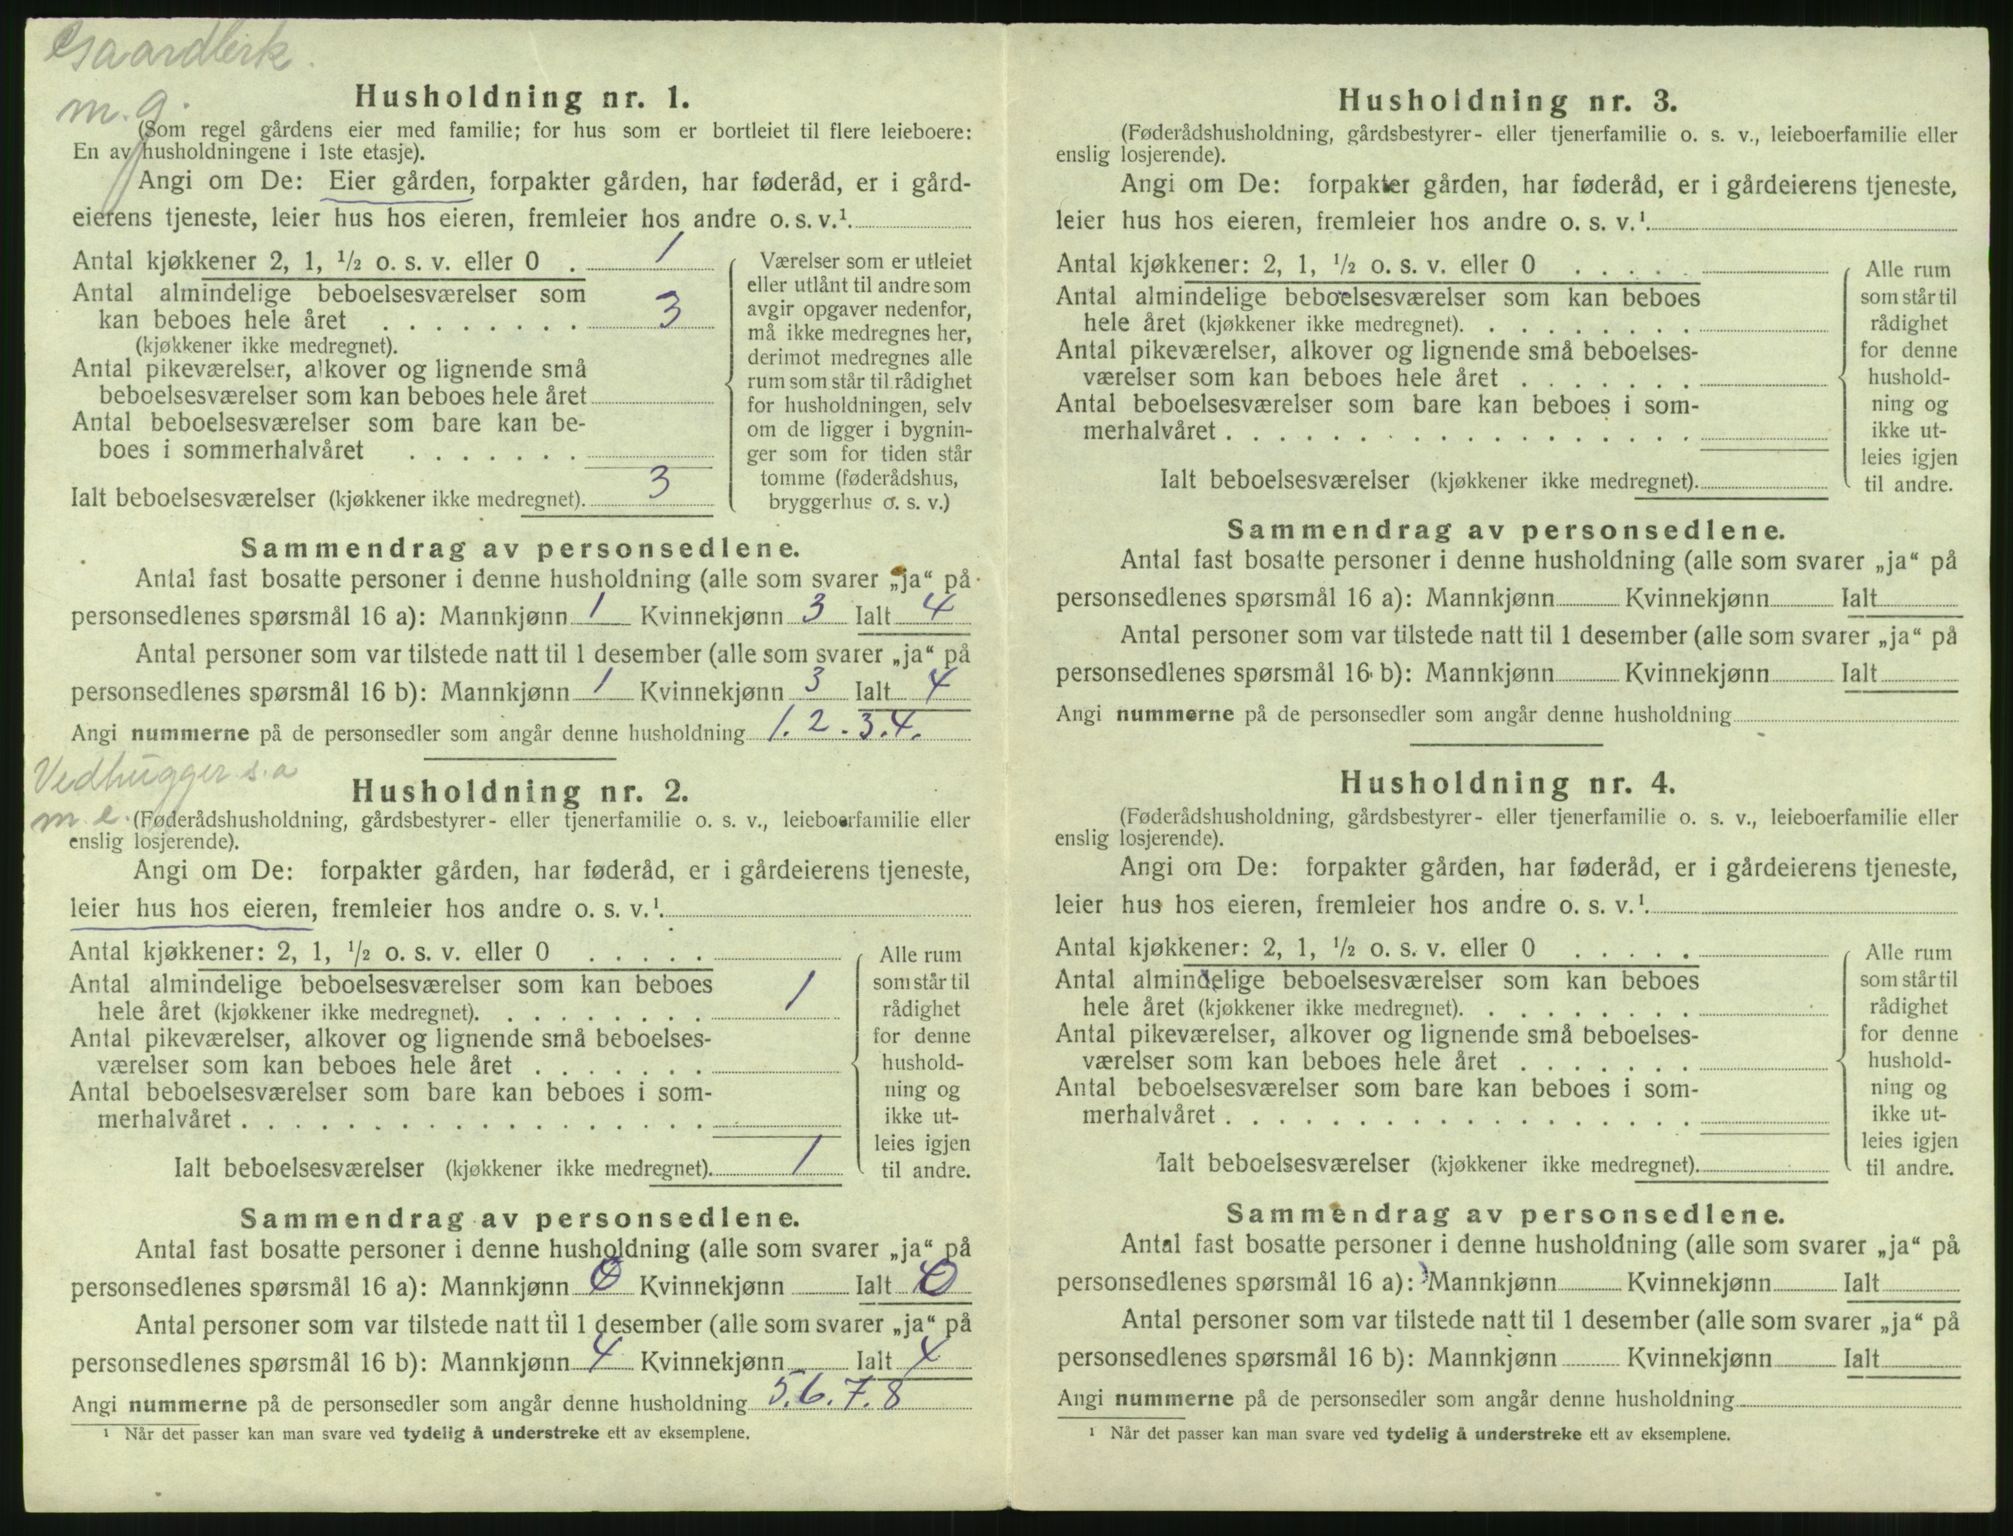 Gaardbrk.
m. g.
Husholdning nr. 1.
(Som regel gårdens eier med familie; for hus som er bortleiet til flere leieboere:
En av husholdningene i 1ste etasje).
Angi om De: Eier gården, forpakter gården, har føderåd, er i gård-
eierens tjeneste, leier hus hos eieren, fremleier hos andre o. s. v.¹
Antal kjøkkener 2, 1, ½ o. s. v. eller 0 . 1
Antal almindelige beboelsesværelser som
kan beboes hele året . . . . . . . . 3
(kjøkkener ikke medregnet).
Antal pikeværelser, alkover og lignende små
beboelsesværelser som kan beboes hele året
Antal beboelsesværelser som bare kan be-
boes i sommerhalvåret . . . . . . .
Ialt beboelsesværelser (kjøkkener ikke medregnet). 3
Værelser som er utleiet
eller utlånt til andre som
avgir opgaver nedenfor,
må ikke medregnes her,
derimot medregnes alle
rum som står til rådighet
for husholdningen, selv
om de ligger i bygnin-
ger som for tiden står
tomme (føderådshus,
bryggerhus o. s. v.)
Sammendrag av personsedlene.
Antal fast bosatte personer i denne husholdning (alle som svarer „ja“ på
personsedlenes spørsmål 16 a): Mannkjønn 1 Kvinnekjønn 3 Ialt 4
Antal personer som var tilstede natt til 1 desember (alle som svarer „ja“ på
personsedlenes spørsmål 16 b): Mannkjønn 1 Kvinnekjønn 3 Ialt 4
Angi nummerne på de personsedler som angår denne husholdning 1. 2. 3. 4.
Vedhugger s. a
m e.
Husholdning nr. 2.
(Føderådshusholdning, gårdsbestyrer- eller tjenerfamilie o. s. v., leieboerfamilie eller
enslig losjerende).
Angi om De: forpakter gården, har føderåd, er i gårdeierens tjeneste,
leier hus hos eieren, fremleier hos andre o. s. v.¹
Antal kjøkkener: 2, 1, ½ o. s. v. eller 0 . . . . .
Antal almindelige beboelsesværelser som kan beboes
hele året (kjøkkener ikke medregnet). . . . . . . . . 1
Antal pikeværelser, alkover og lignende små beboelses-
værelser som kan beboes hele året . . . . . . .
Antal beboelsesværelser som bare kan beboes i som-
merhalvåret . . . . . . . . . . . . . . . . . .
Ialt beboelsesværelser (kjøkkener ikke medregnet). 1
Alle rum
som står til
rådighet
for denne
hushold-
ning og
ikke ut-
leies igjen
til andre.
Sammendrag av personsedlene.
Antal fast bosatte personer i denne husholdning (alle som svarer „ja“ på
personsedlenes spørsmål 16 a): Mannkjønn 0 Kvinnekjønn Ialt 0
Antal personer som var tilstede natt til 1 desember (alle som svarer „ja“ på
personsedlenes spørsmål 16 b): Mannkjønn 4 Kvinnekjønn Ialt 4
Angi nummerne på de personsedler som angår denne husholdning 5. 6. 7. 8
¹ Når det passer kan man svare ved tydelig å understreke ett av eksemplene.
Husholdning nr. 3.
(Føderådshusholdning, gårdsbestyrer- eller tjenerfamilie o. s. v., leieboerfamilie eller
enslig losjerende).
Angi om De: forpakter gården, har føderåd, er i gårdeierens tjeneste,
leier hus hos eieren, fremleier hos andre o. s. v.¹
Antal kjøkkener: 2, 1, ½ o. s. v. eller 0 . . . . .
Antal almindelige beboelsesværelser som kan beboes
hele året (kjøkkener ikke medregnet). . . . . . . . .
Antal pikeværelser, alkover og lignende små beboelses-
værelser som kan beboes hele året . . . . . . .
Antal beboelsesværelser som bare kan beboes i som-
merhalvåret . . . . . . . . . . . . . . . . . .
Ialt beboelsesværelser (kjøkkener ikke medregnet).
Alle rum
som står til
rådighet
for denne
hushold-
ning og
ikke ut-
leies igjen
til andre.
Sammendrag av personsedlene.
Antal fast bosatte personer i denne husholdning (alle som svarer „ja“ på
personsedlenes spørsmål 16 a): Mannkjønn Kvinnekjønn Ialt
Antal personer som var tilstede natt til 1 desember (alle som svarer „ja“ på
personsedlenes spørsmål 16 b): Mannkjønn Kvinnekjønn Ialt
Angi nummerne på de personsedler som angår denne husholdning
Husholdning nr. 4.
(Føderådshusholdning, gårdsbestyrer- eller tjenerfamilie o. s. v., leieboerfamilie eller
enslig losjerende).
Angi om De: forpakter gården, har føderåd, er i gårdeierens tjeneste,
leier hus hos eieren, fremleier hos andre o. s. v.¹
Antal kjøkkener: 2, 1, ½ o. s. v. eller 0 . . . . .
Antal almindelige beboelsesværelser som kan beboes
hele året (kjøkkener ikke medregnet). . . . . . . . .
Antal pikeværelser, alkover og lignende små beboelses-
værelser som kan beboes hele året . . . . . . .
Antal beboelsesværelser som bare kan beboes i som-
merhalvåret . . . . . . . . . . . . . . . . . .
Ialt beboelsesværelser (kjøkkener ikke medregnet).
Alle rum
som står til
rådighet
for denne
hushold-
ning og
ikke ut-
leies igjen
til andre.
Sammendrag av personsedlene.
Antal fast bosatte personer i denne husholdning (alle som svarer „ja“ på
personsedlenes spørsmål 16 a): Mannkjønn Kvinnekjønn Ialt
Antal personer som var tilstede natt til 1 desember (alle som svarer „ja“ på
personsedlenes spørsmål 16 b): Mannkjønn Kvinnekjønn Ialt
Angi nummerne på de personsedler som angår denne husholdning
¹ Når det passer kan man svare ved tydelig å understreke ett av eksemplene.